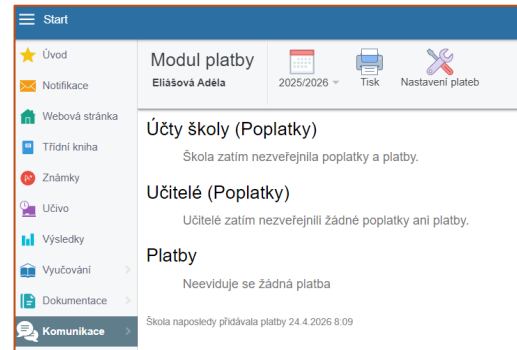 Start
Úvod
Notifikace
Webová stránka
Třídní kniha
Známky
Učivo
Výsledky
Vyučování
Dokumentace
Komunikace
Modul platby
Eliášová Adéla
2025/2026
Tisk
Nastavení plateb
Účty školy (Poplatky)
Škola zatím nezveřejnila poplatky a platby.
Učitelé (Poplatky)
Učitelé zatím nezveřejnili žádné poplatky ani platby.
Platby
Neeviduje se žádná platba
Škola naposledy přidávala platby 24.4.2026 8:09